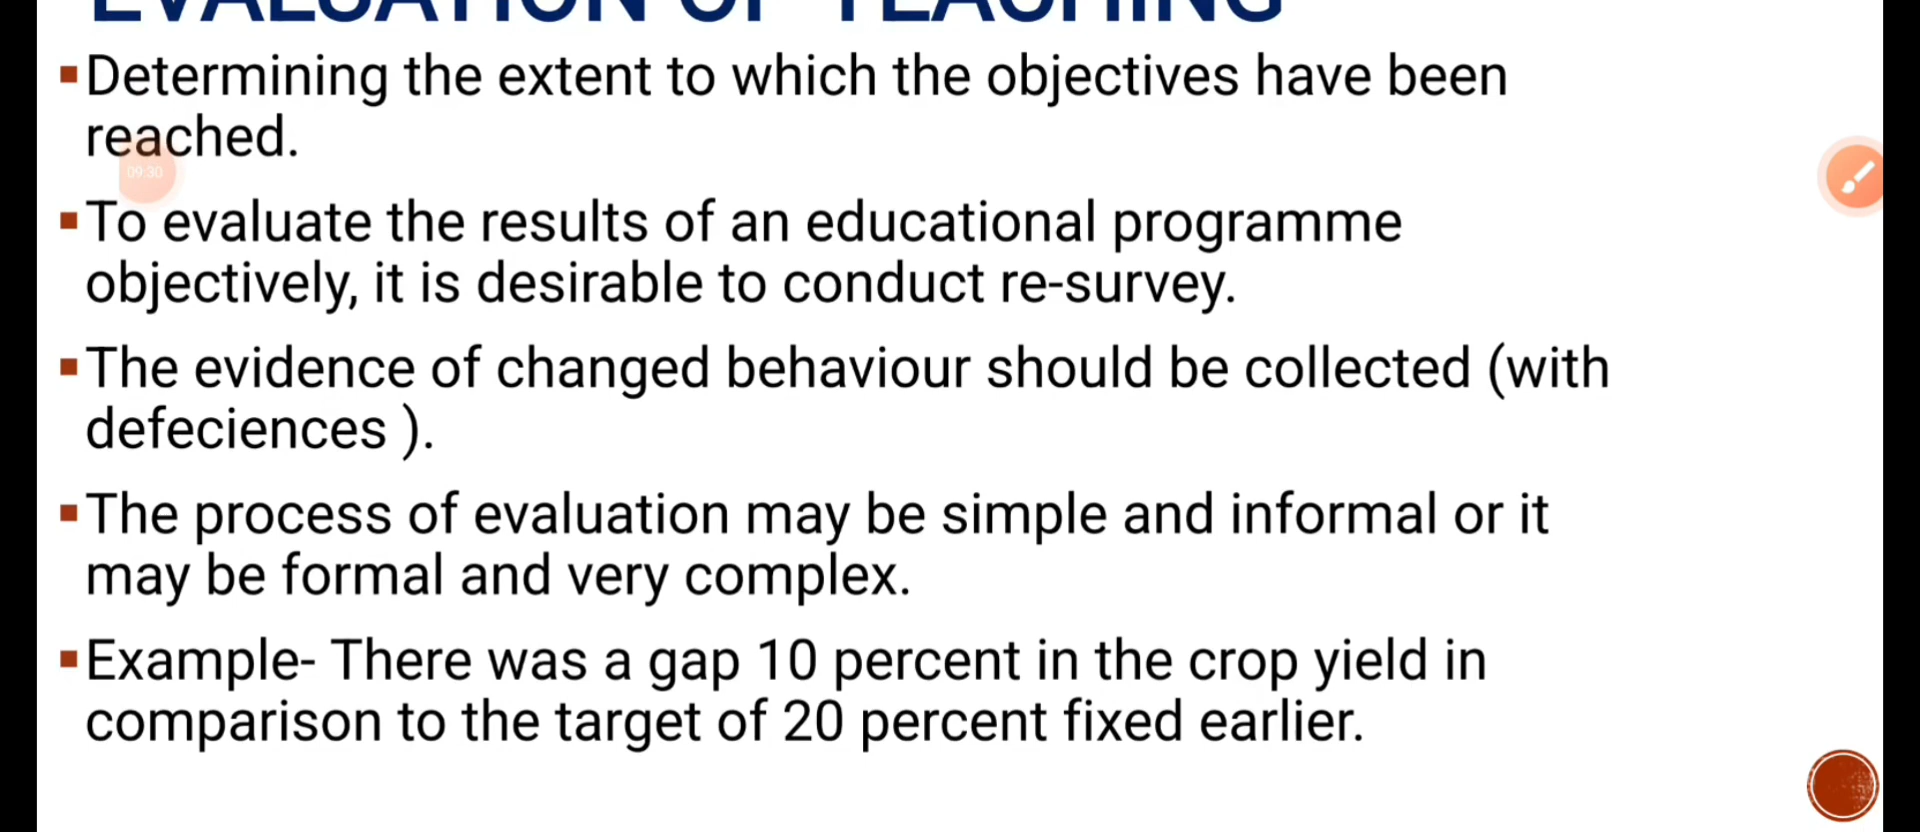 EVALUATION OF TEACHING
▪Determining the extent to which the objectives have been
reached.
09:30
▪To evaluate the results of an educational programme
objectively, it is desirable to conduct re-survey.
▪The evidence of changed behaviour should be collected (with
defeciences ).
▪The process of evaluation may be simple and informal or it
may be formal and very complex.
▪Example- There was a gap 10 percent in the crop yield in
comparison to the target of 20 percent fixed earlier.